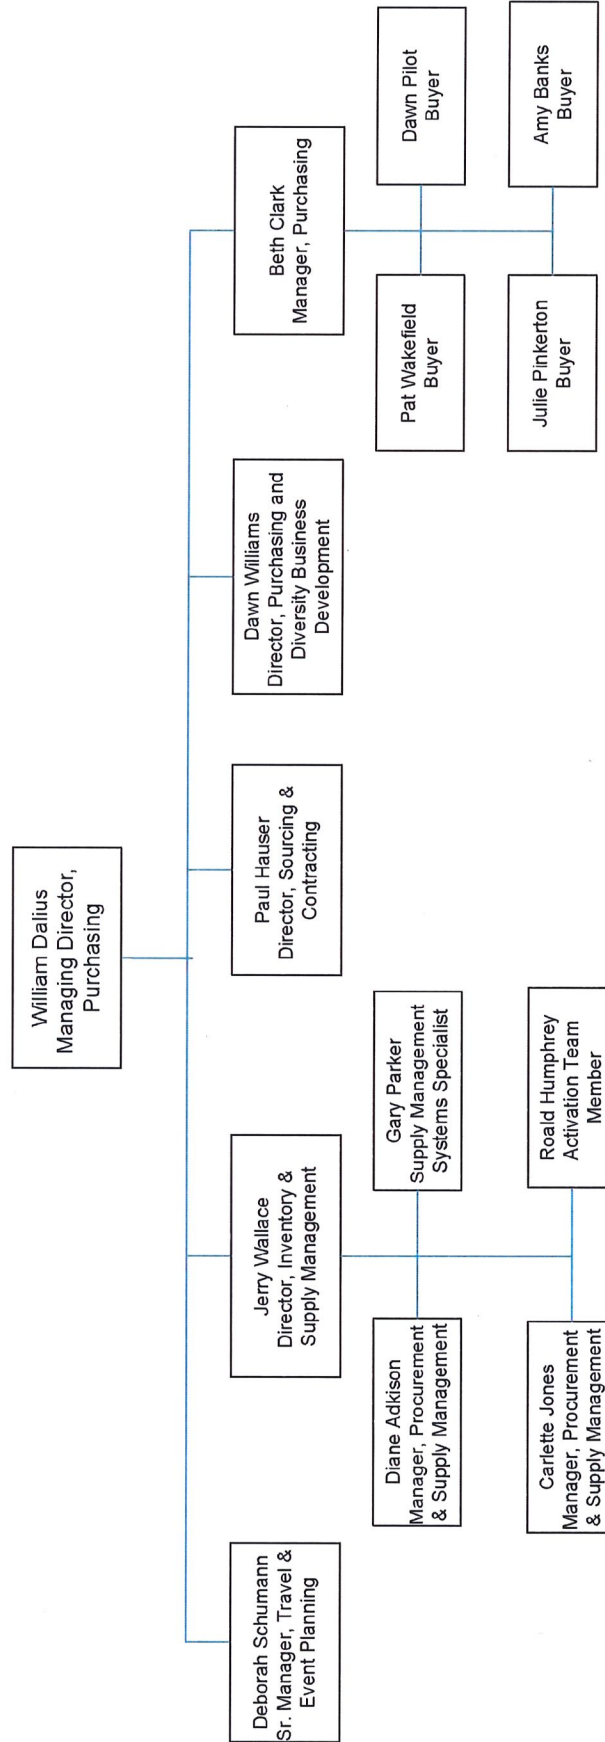 William Dalius
Managing Director,
Purchasing
Deborah Schumann
Sr. Manager, Travel &
Event Planning
Jerry Wallace
Director, Inventory &
Supply Management
Paul Hauser
Director, Sourcing &
Contracting
Dawn Williams
Director, Purchasing and
Diversity Business
Development
Beth Clark
Manager, Purchasing
Diane Adkison
Manager, Procurement
& Supply Management
Gary Parker
Supply Management
Systems Specialist
Carlette Jones
Manager, Procurement
& Supply Management
Roald Humphrey
Activation Team
Member
Pat Wakefield
Buyer
Dawn Pilot
Buyer
Julie Pinkerton
Buyer
Amy Banks
Buyer